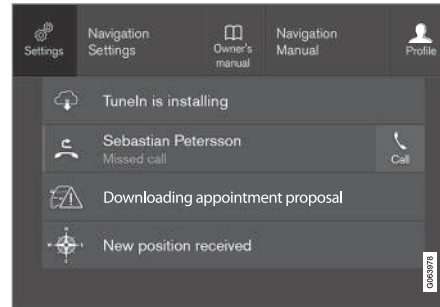 Settings
Navigation
Settings
Owner's
manual
Navigation
Manual
Profile
TuneIn is installing
Sebastian Petersson
Missed call
Call
Downloading appointment proposal
New position received
G063978